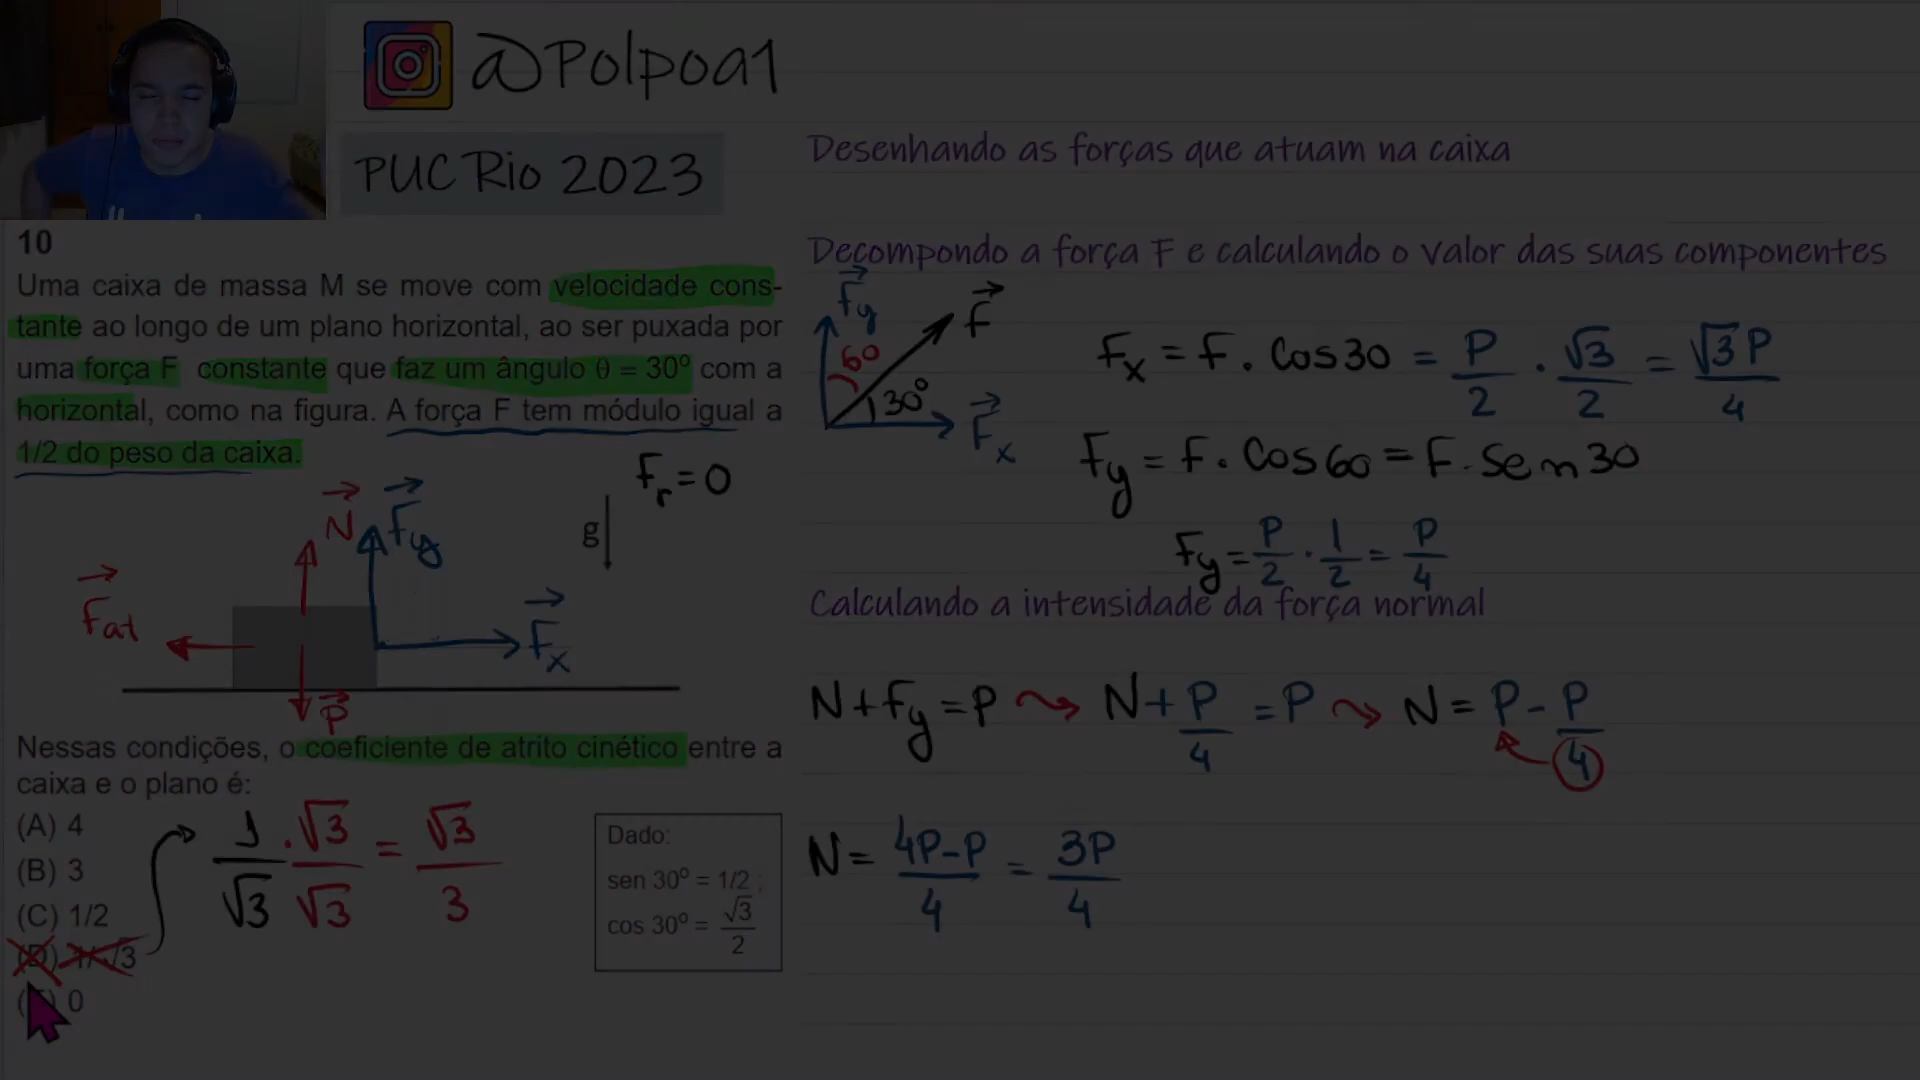 @Polpoa1
PUC Rio 2023
10
Uma caixa de massa M se move com velocidade cons-
tante ao longo de um plano horizontal, ao ser puxada por
uma força F constante que faz um ângulo θ = 30º com a
horizontal, como na figura. A força F tem módulo igual a
1/2 do peso da caixa.
Fr = 0
N
Fy
g
Fat
Fx
P
Nessas condições, o coeficiente de atrito cinético entre a
caixa e o plano é:
(A) 4
(B) 3
(C) 1/2
(D) 1/√3
0
1/√3 . √3/√3 = √3/3
Dado:
sen 30º = 1/2 ;
cos 30º = √3/2
Desenhando as forças que atuam na caixa
Decompondo a força F e calculando o valor das suas componentes
Fy
F
60
30°
Fx
Fx = F . Cos30 = P/2 . √3/2 = √3P/4
Fy = F . Cos60 = F . Sen30
Fy = P/2 . 1/2 = P/4
Calculando a intensidade da força normal
N + Fy = P ⇝ N + P/4 = P ⇝ N = P - P/4
N = 4P-P/4 = 3P/4